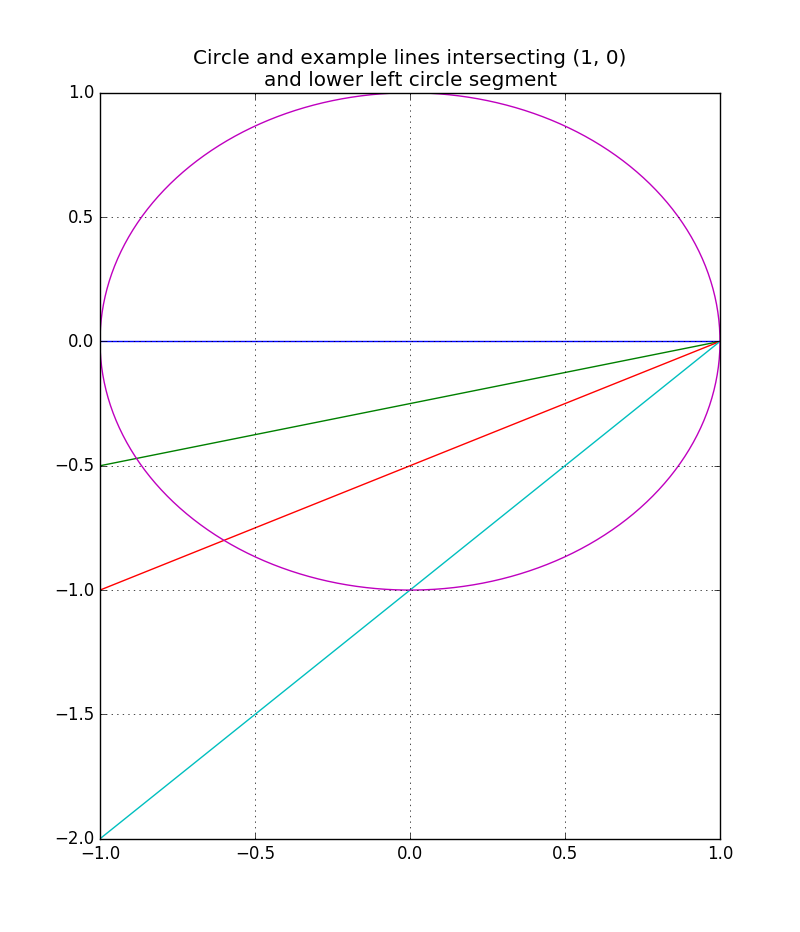 Circle and example lines intersecting (1, 0)
and lower left circle segment
1.0
0.5
0.0
−0.5
−1.0
−1.5
−2.0
−1.0 −0.5 0.0 0.5 1.0